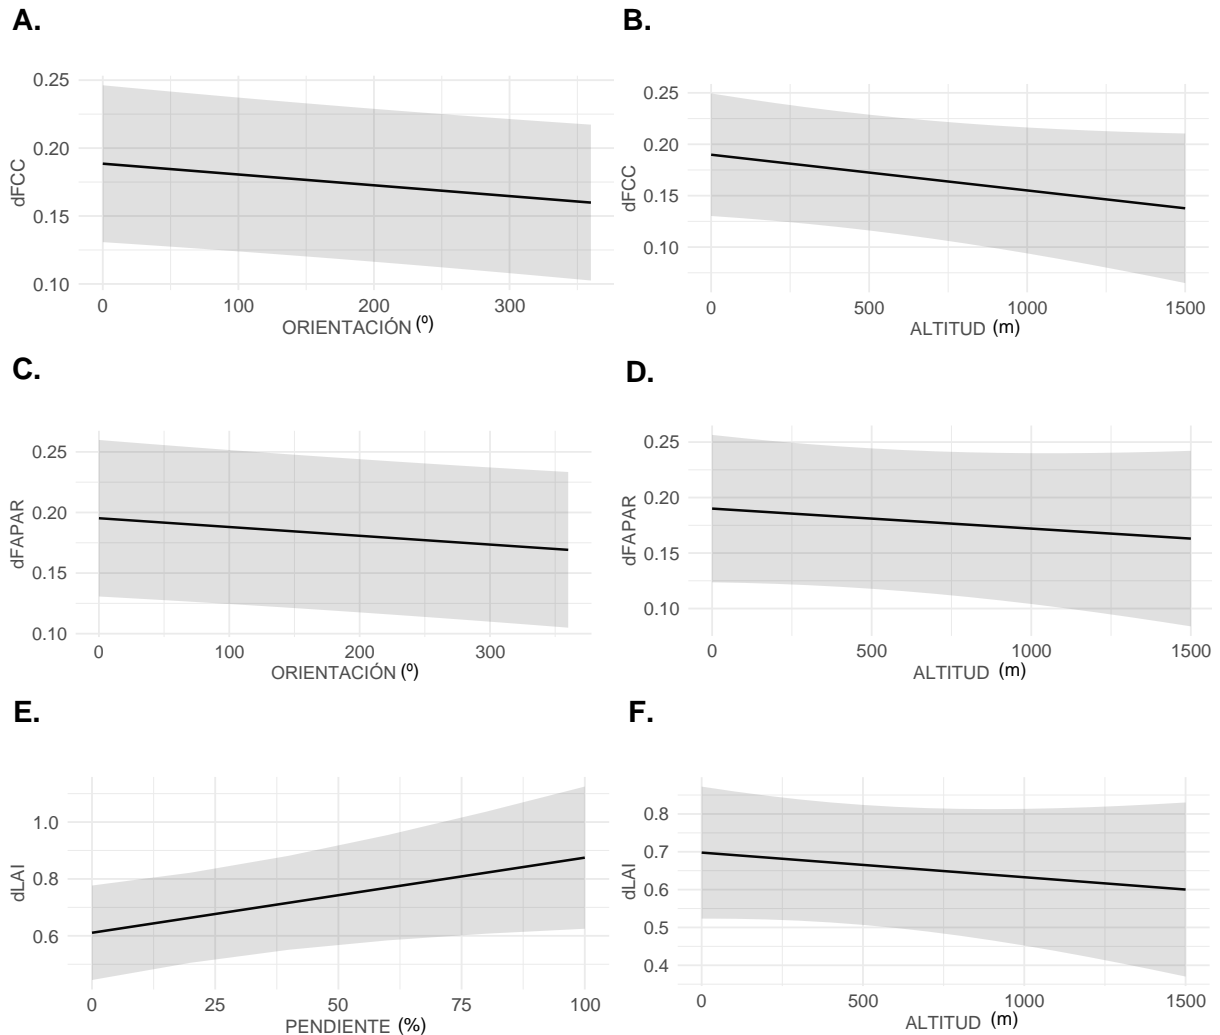 A.
0.25
0.20
0.15
0.10
dFCC
0 100 200 300
ORIENTACIÓN (º)
B.
0.25
0.20
0.15
0.10
dFCC
0 500 1000 1500
ALTITUD (m)
C.
0.25
0.20
0.15
0.10
dFAPAR
0 100 200 300
ORIENTACIÓN (º)
D.
0.25
0.20
0.15
0.10
dFAPAR
0 500 1000 1500
ALTITUD (m)
E.
1.0
0.8
0.6
dLAI
0 25 50 75 100
PENDIENTE (%)
F.
0.8
0.7
0.6
0.5
0.4
dLAI
0 500 1000 1500
ALTITUD (m)